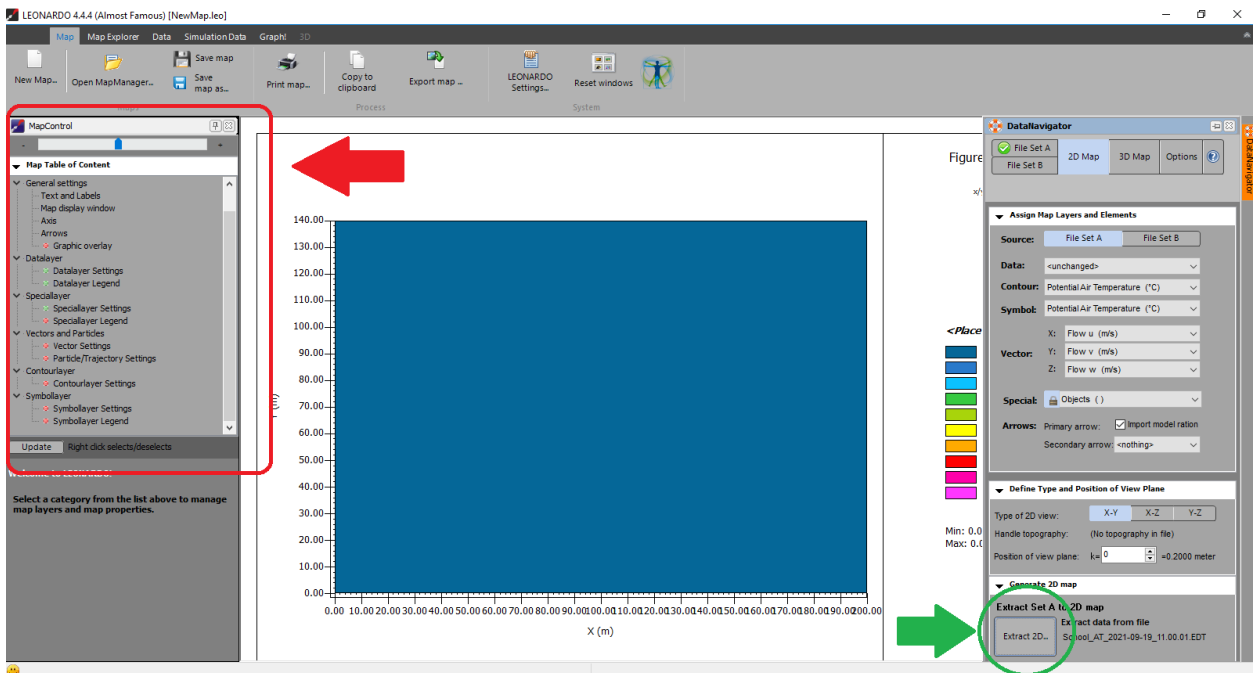 LEONARDO 4.4.4 (Almost Famous) [NewMap.leo]
Map Map Explorer Data Simulation Data Graph! 3D
New Map...
Open MapManager...
Save map
Save map as...
Print map...
Copy to clipboard
Export map ...
LEONARDO Settings...
Reset windows
Maps Process System
MapControl
- +
Map Table of Content
General settings
Text and Labels
Map display window
Axis
Arrows
Graphic overlay
Datalayer
Datalayer Settings
Datalayer Legend
Speciallayer
Speciallayer Settings
Speciallayer Legend
Vectors and Particles
Vector Settings
Particle/Trajectory Settings
Contourlayer
Contourlayer Settings
Symbollayer
Symbollayer Settings
Symbollayer Legend
Update Right click selects/deselects
Welcome to LEONARDO!
Select a category from the list above to manage
map layers and map properties.
140.00
130.00
120.00
110.00
100.00
90.00
80.00
70.00
60.00
50.00
40.00
30.00
20.00
10.00
0.00
0.00 10.00 20.00 30.00 40.00 50.00 60.00 70.00 80.00 90.00 100.00 110.00 120.00 130.00 140.00 150.00 160.00 170.00 180.00 190.00 200.00
X (m)
Figure
x/
<Place
Min: 0.0
Max: 0.0
DataNavigator
File Set A
File Set B
2D Map 3D Map Options ?
Assign Map Layers and Elements
Source: File Set A File Set B
Data: <unchanged>
Contour: Potential Air Temperature (°C)
Symbol: Potential Air Temperature (°C)
Vector:
X: Flow u (m/s)
Y: Flow v (m/s)
Z: Flow w (m/s)
Special: Objects ( )
Arrows: Primary arrow: Import model ration
Secondary arrow: <nothing>
Define Type and Position of View Plane
Type of 2D view: X-Y X-Z Y-Z
Handle topography: (No topography in file)
Position of view plane: k= 0 =0.2000 meter
Generate 2D map
Extract Set A to 2D map
Extract 2D...
Extract data from file
School_AT_2021-09-19_11.00.01.EDT
DataNavigator